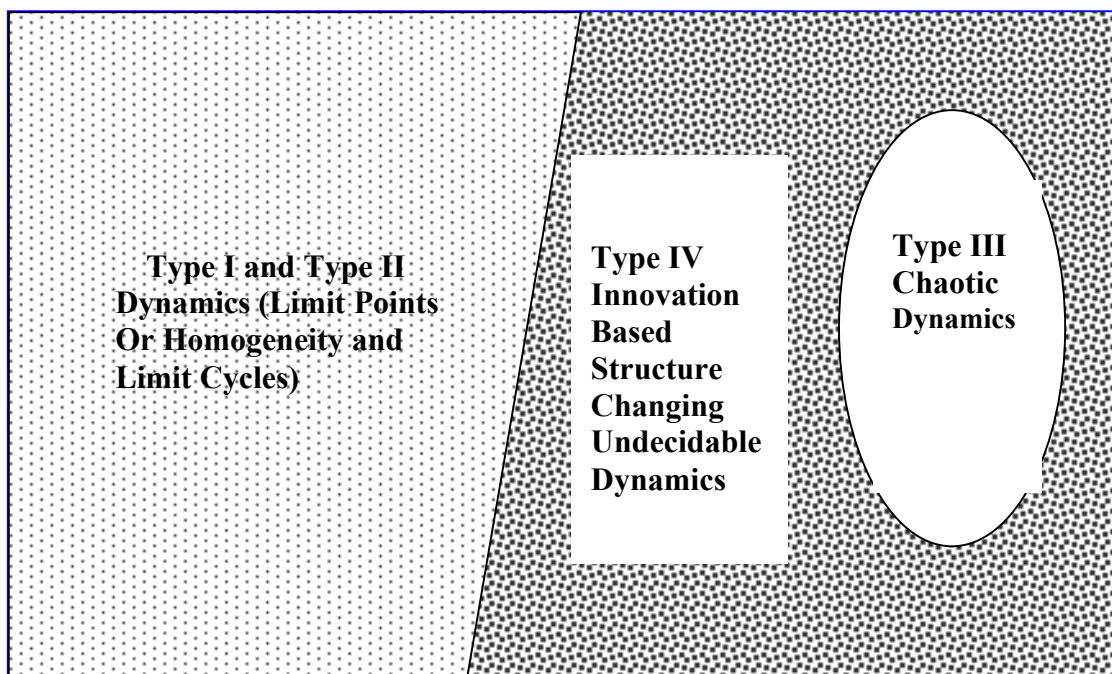 Type I and Type II
Dynamics (Limit Points
Or Homogeneity and
Limit Cycles)
Type IV
Innovation
Based
Structure
Changing
Undecidable
Dynamics
Type III
Chaotic
Dynamics